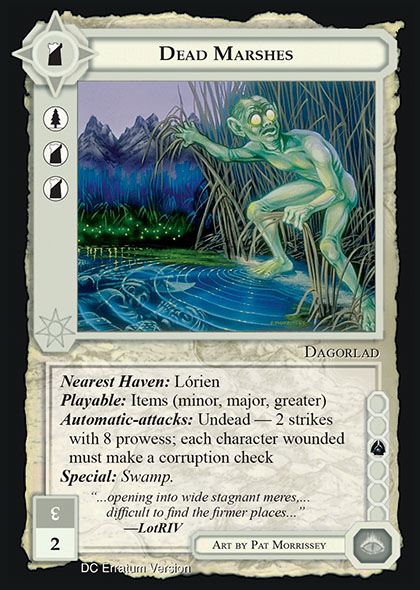 Dead Marshes
Dagorlad
Nearest Haven: Lórien
Playable: Items (minor, major, greater)
Automatic-attacks: Undead — 2 strikes
with 8 prowess; each character wounded
must make a corruption check
Special: Swamp.
“...opening into wide stagnant meres,...
difficult to find the firmer places...”
—LotRIV
2
Art by Pat Morrissey
DC Erratum Version